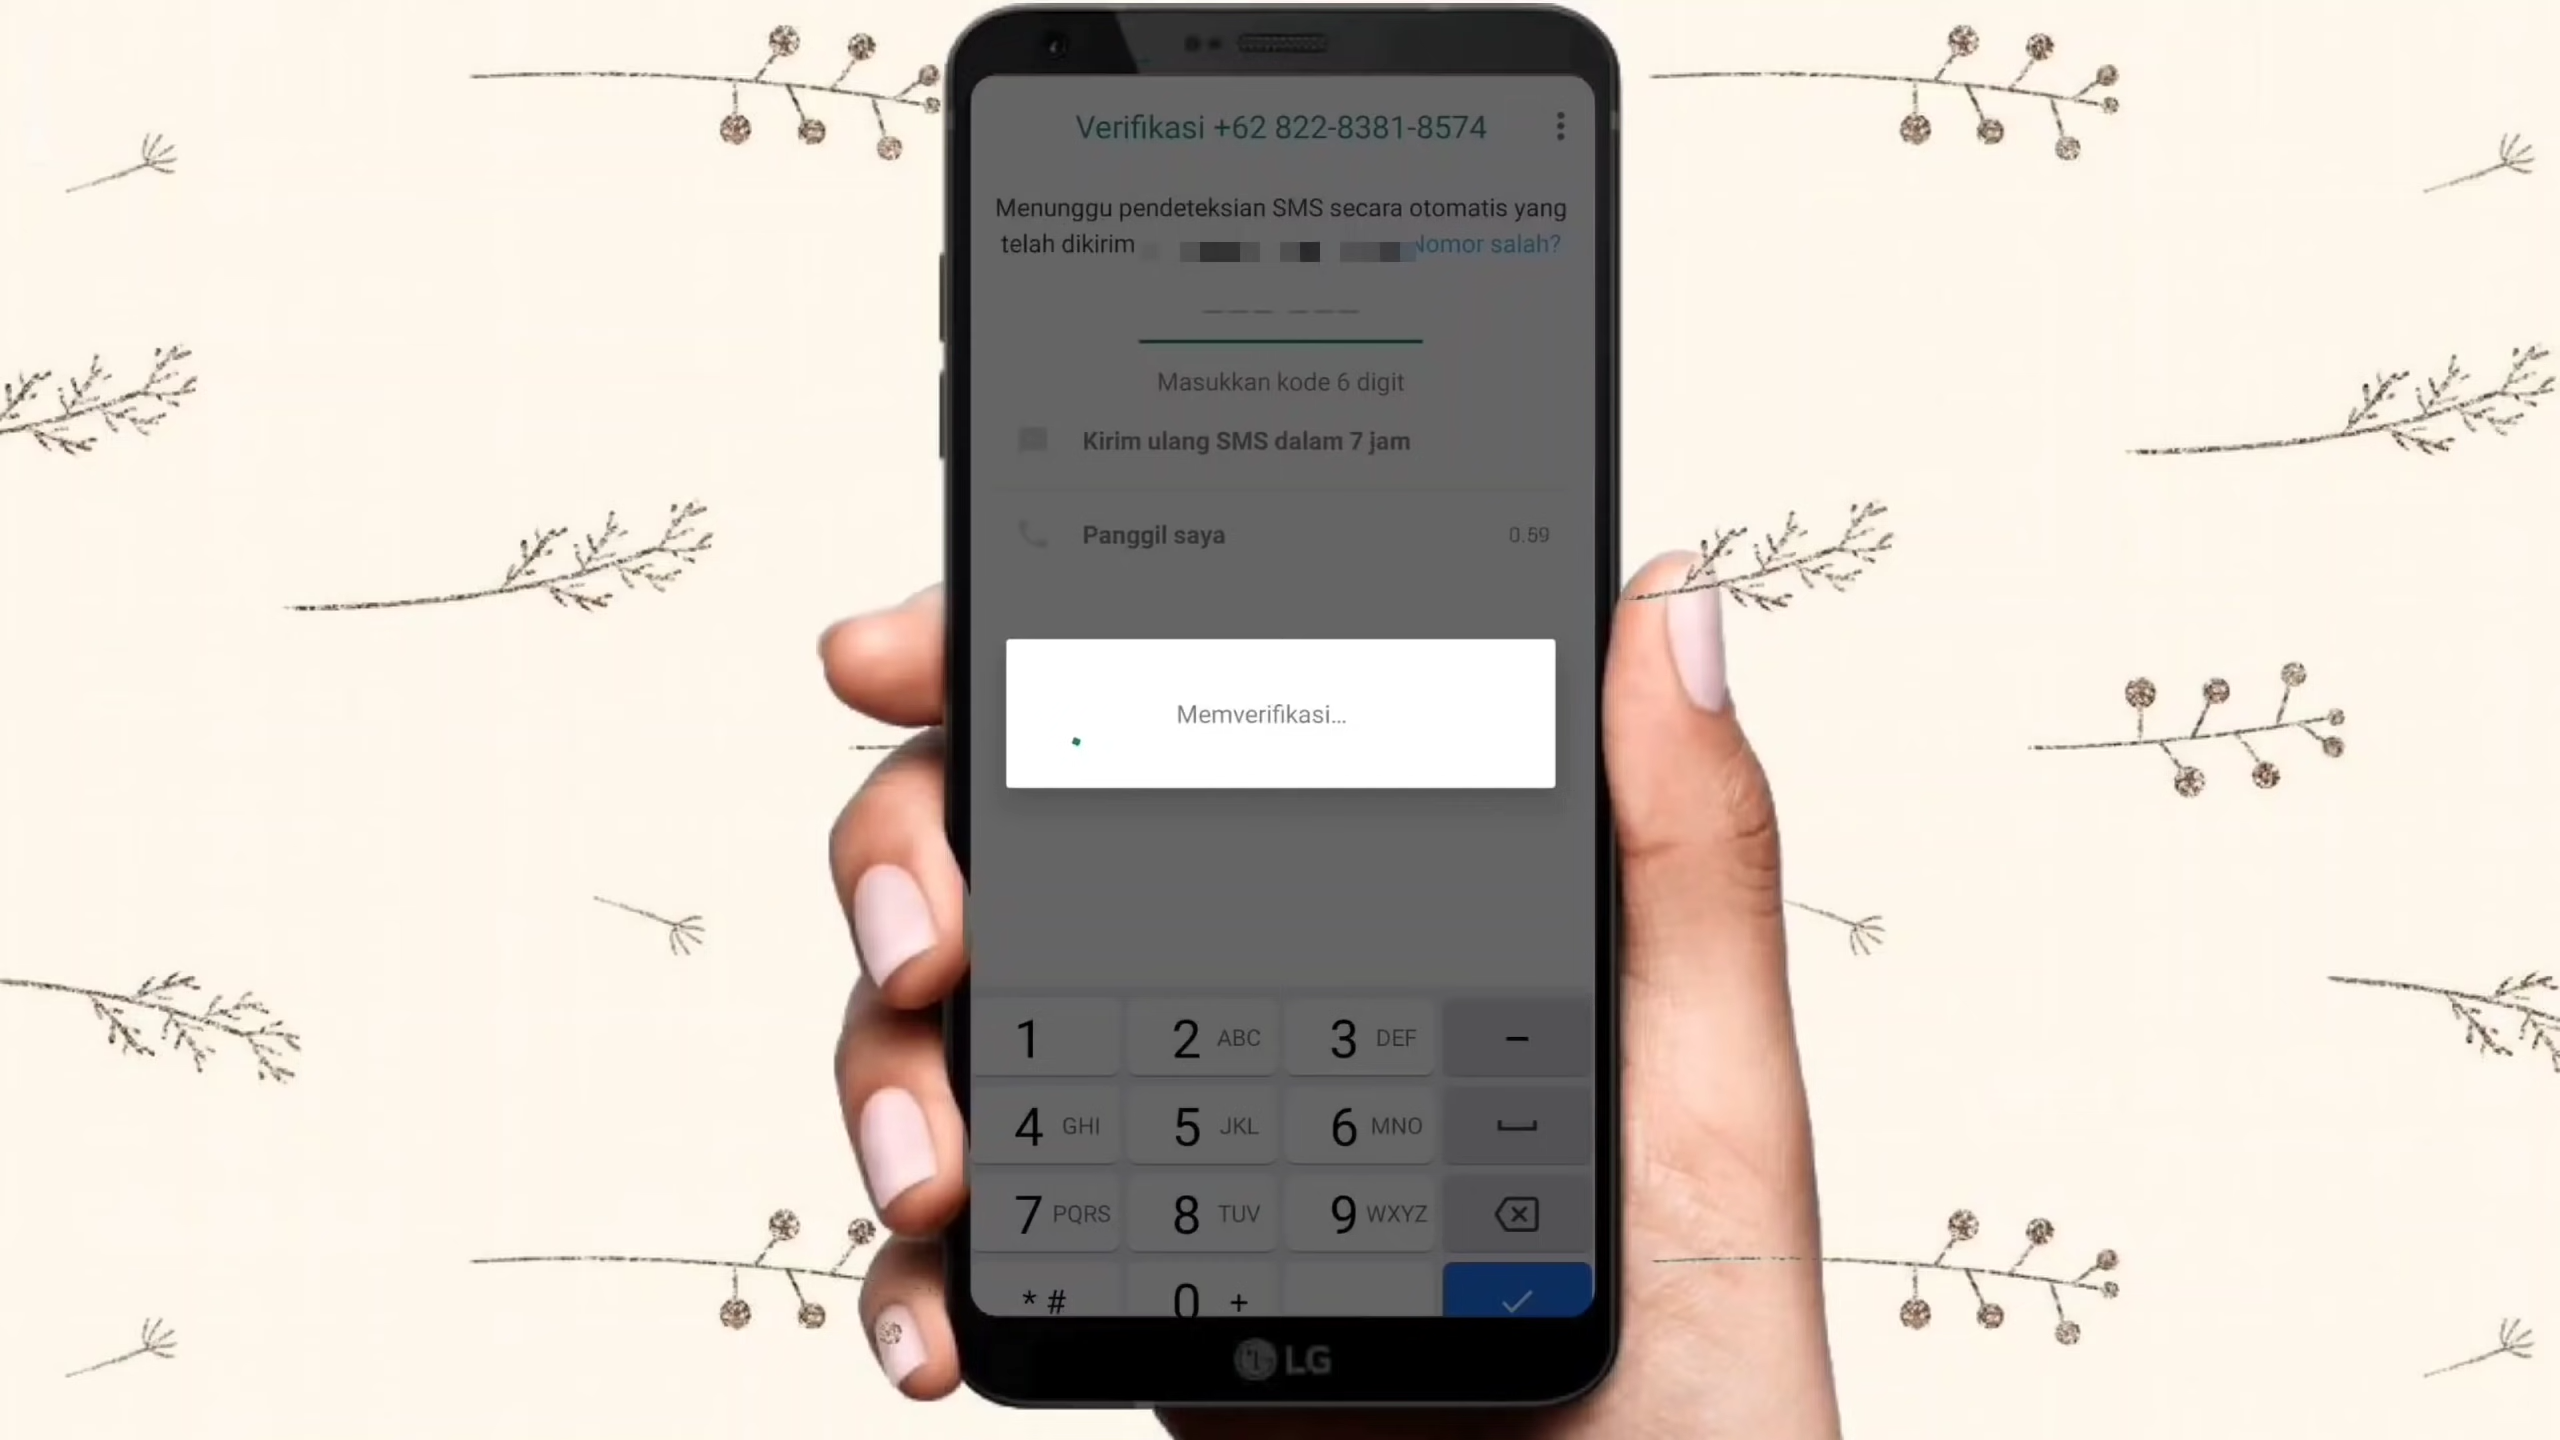 Verifikasi +62 822-8381-8574
Menunggu pendeteksian SMS secara otomatis yang
telah dikirim Nomor salah?
Masukkan kode 6 digit
Kirim ulang SMS dalam 7 jam
Panggil saya 0.59
Memverifikasi...
1 2 ABC 3 DEF –
4 GHI 5 JKL 6 MNO
7 PQRS 8 TUV 9 WXYZ
* # 0 +
LG